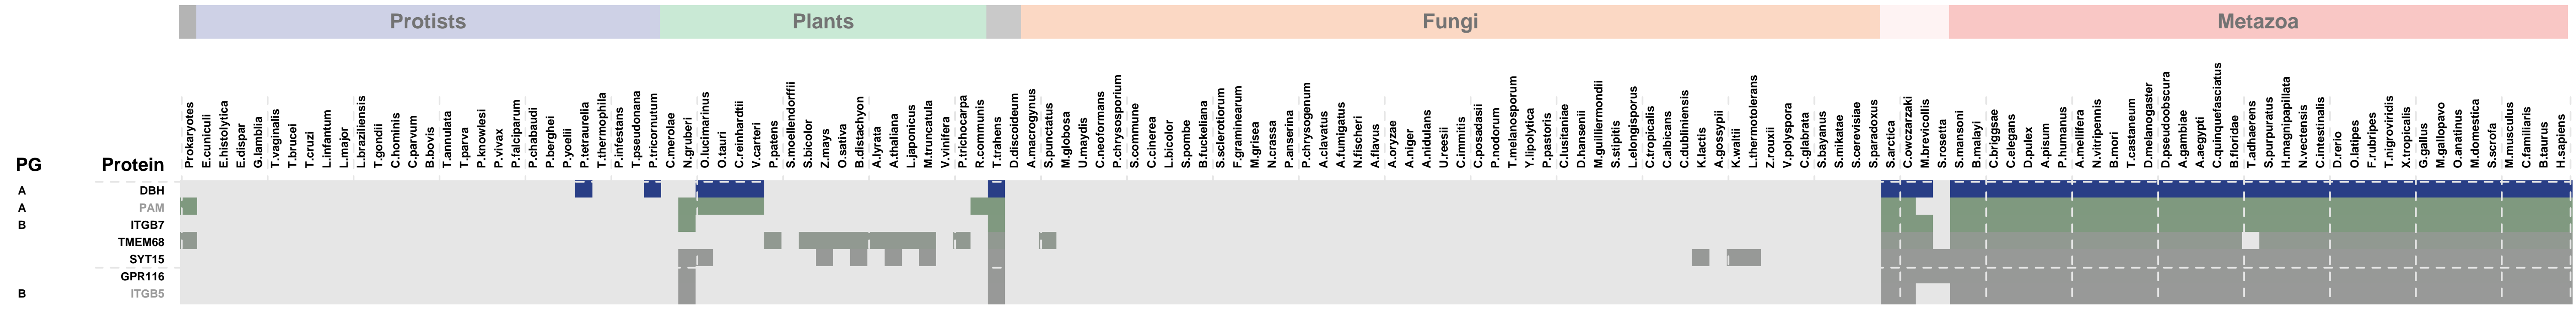 Protists Plants Fungi Metazoa
Prokaryotes
E.cuniculi
E.histolytica
E.dispar
G.lamblia
T.vaginalis
T.brucei
T.cruzi
L.infantum
L.major
L.braziliensis
T.gondii
C.hominis
C.parvum
B.bovis
T.annulata
T.parva
P.knowlesi
P.vivax
P.falciparum
P.chabaudi
P.berghei
P.yoelii
P.tetraurelia
T.thermophila
P.infestans
T.pseudonana
P.tricornutum
C.merolae
N.gruberi
O.lucimarinus
O.tauri
C.reinhardtii
V.carteri
P.patens
S.moellendorffii
S.bicolor
Z.mays
O.sativa
B.distachyon
A.lyrata
A.thaliana
L.japonicus
M.truncatula
V.vinifera
P.trichocarpa
R.communis
T.trahens
D.discoideum
A.macrogynus
S.punctatus
M.globosa
U.maydis
C.neoformans
P.chrysosporium
S.commune
C.cinerea
L.bicolor
S.pombe
B.fuckeliana
S.sclerotiorum
F.graminearum
M.grisea
N.crassa
P.anserina
P.chrysogenum
A.clavatus
A.fumigatus
N.fischeri
A.flavus
A.oryzae
A.niger
A.nidulans
U.reesii
C.immitis
C.posadasii
P.nodorum
T.melanosporum
Y.lipolytica
P.pastoris
C.lusitaniae
D.hansenii
M.guilliermondii
S.stipitis
L.elongisporus
C.tropicalis
C.albicans
C.dubliniensis
K.lactis
A.gossypii
K.waltii
L.thermotolerans
Z.rouxii
V.polyspora
C.glabrata
S.bayanus
S.mikatae
S.cerevisiae
S.paradoxus
S.arctica
C.owczarzaki
M.brevicollis
S.rosetta
S.mansoni
B.malayi
C.briggsae
C.elegans
D.pulex
A.pisum
P.humanus
A.mellifera
N.vitripennis
B.mori
T.castaneum
D.melanogaster
D.pseudoobscura
A.gambiae
A.aegypti
C.quinquefasciatus
B.floridae
T.adhaerens
S.purpuratus
H.magnipapillata
N.vectensis
C.intestinalis
D.rerio
O.latipes
F.rubripes
T.nigroviridis
X.tropicalis
G.gallus
M.gallopavo
O.anatinus
M.domestica
S.scrofa
M.musculus
C.familiaris
B.taurus
H.sapiens
PG Protein
A DBH
A PAM
B ITGB7
TMEM68
SYT15
GPR116
B ITGB5